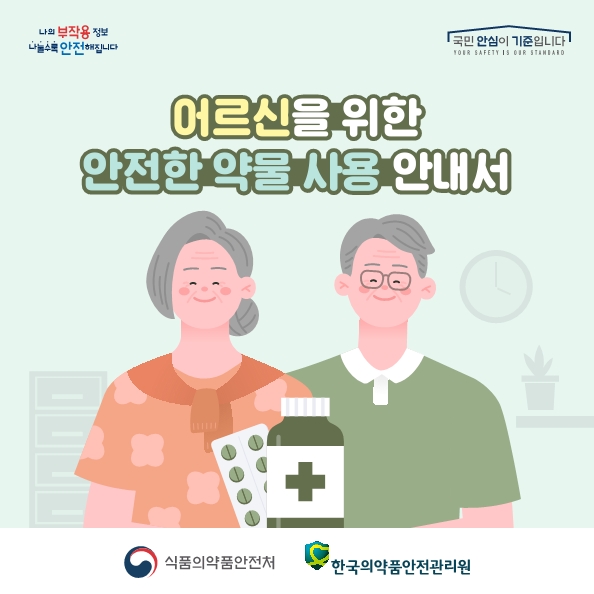 나의 부작용 정보
나눌수록 안전해집니다
국민 안심이 기준입니다
YOUR SAFETY IS OUR STANDARD
어르신을 위한
안전한 약물 사용 안내서
식품의약품안전처
한국의약품안전관리원